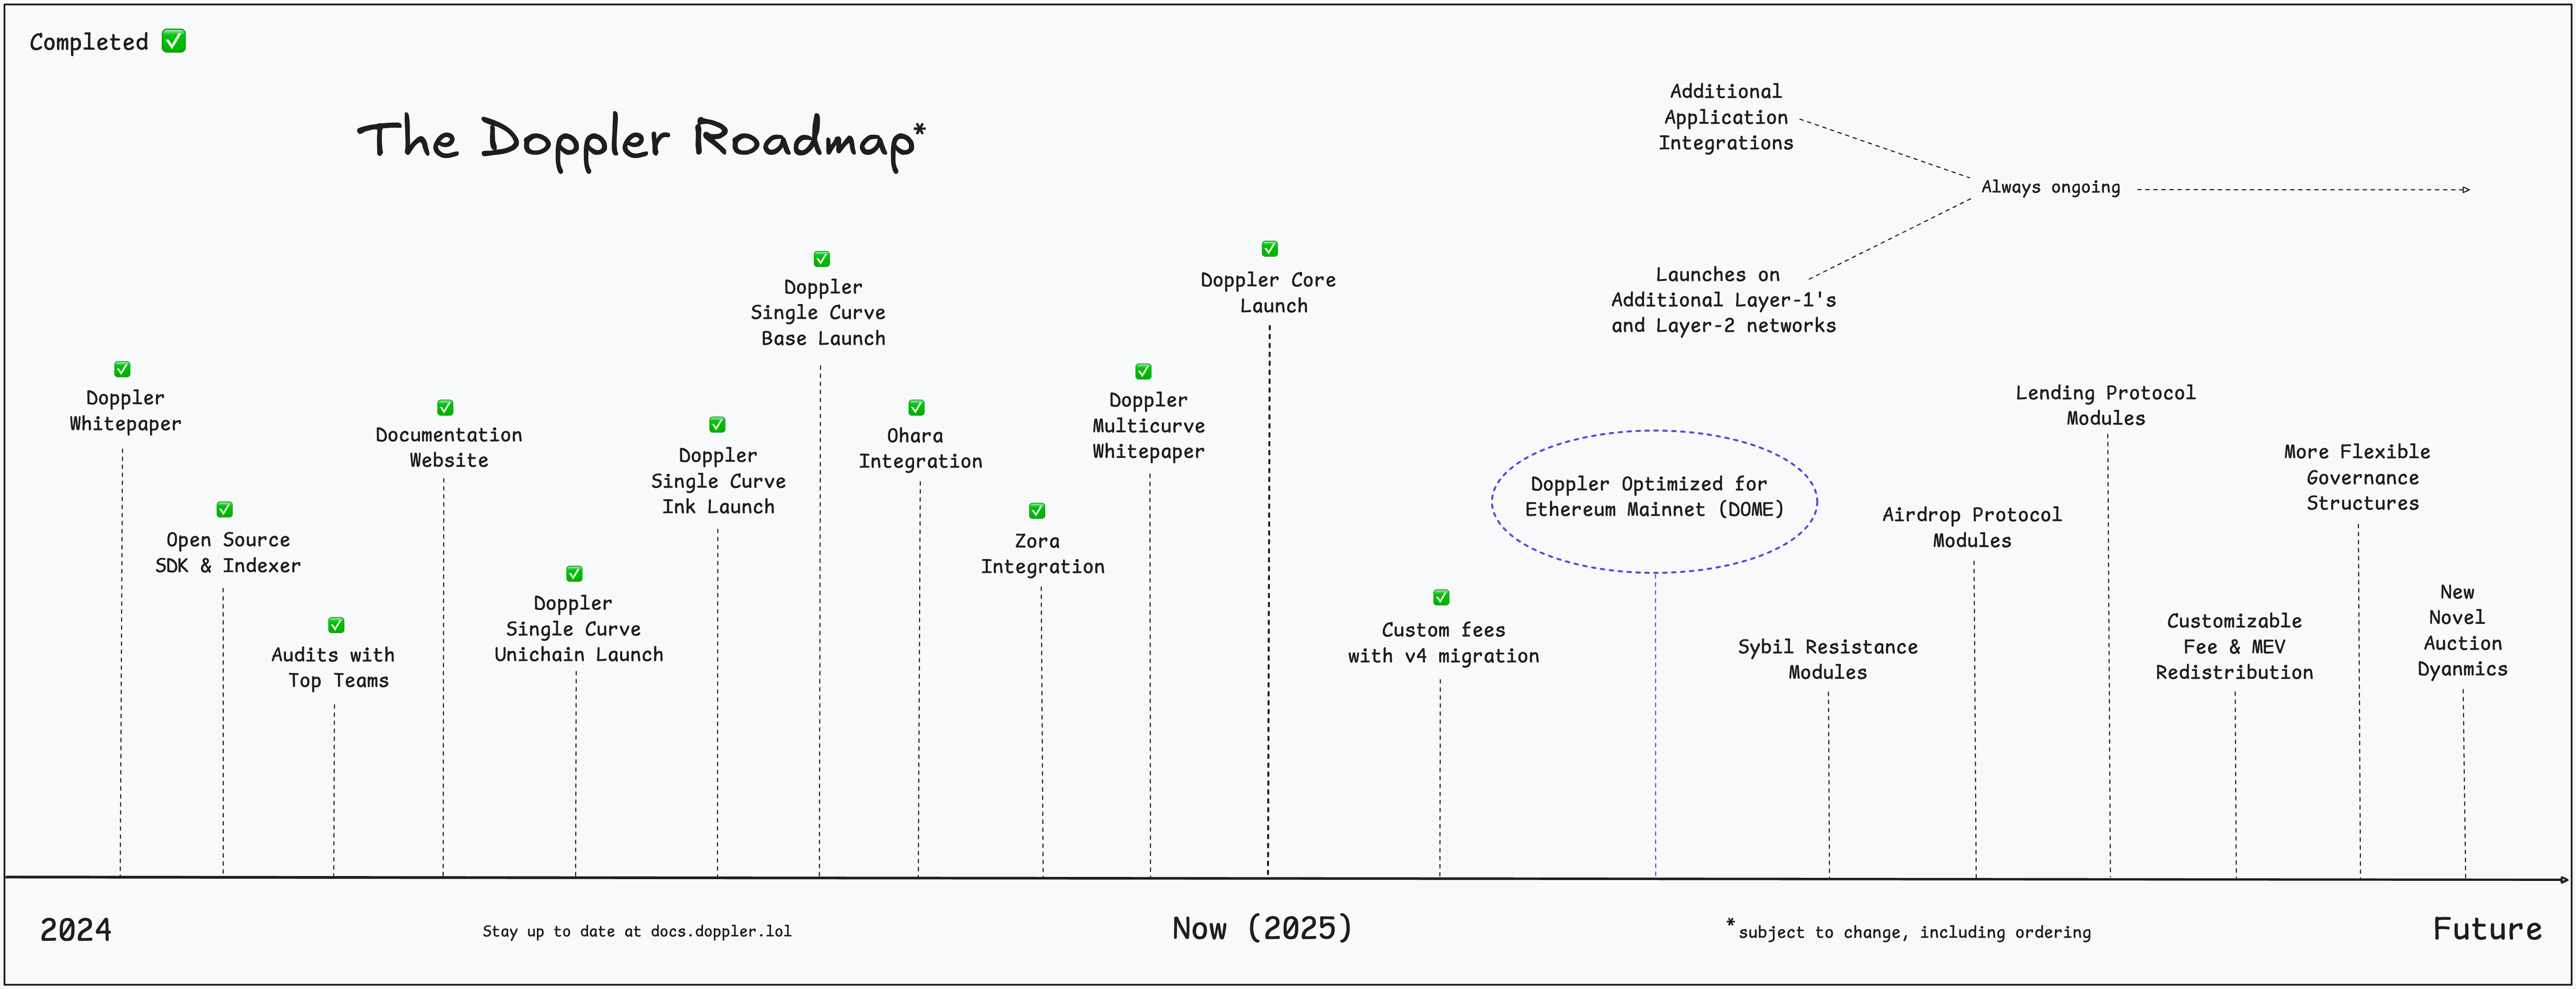 Completed ✅
The Doppler Roadmap*
Additional
Application
Integrations
Always ongoing
Launches on
Additional Layer-1's
and Layer-2 networks
Doppler
Whitepaper
Open Source
SDK & Indexer
Audits with
Top Teams
Documentation
Website
Doppler
Single Curve
Unichain Launch
Doppler
Single Curve
Ink Launch
Doppler
Single Curve
Base Launch
Ohara
Integration
Zora
Integration
Doppler
Multicurve
Whitepaper
Doppler Core
Launch
Custom fees
with v4 migration
Doppler Optimized for
Ethereum Mainnet (DOME)
Sybil Resistance
Modules
Airdrop Protocol
Modules
Lending Protocol
Modules
Customizable
Fee & MEV
Redistribution
More Flexible
Governance
Structures
New
Novel
Auction
Dyanmics
2024
Stay up to date at docs.doppler.lol
Now (2025)
*subject to change, including ordering
Future